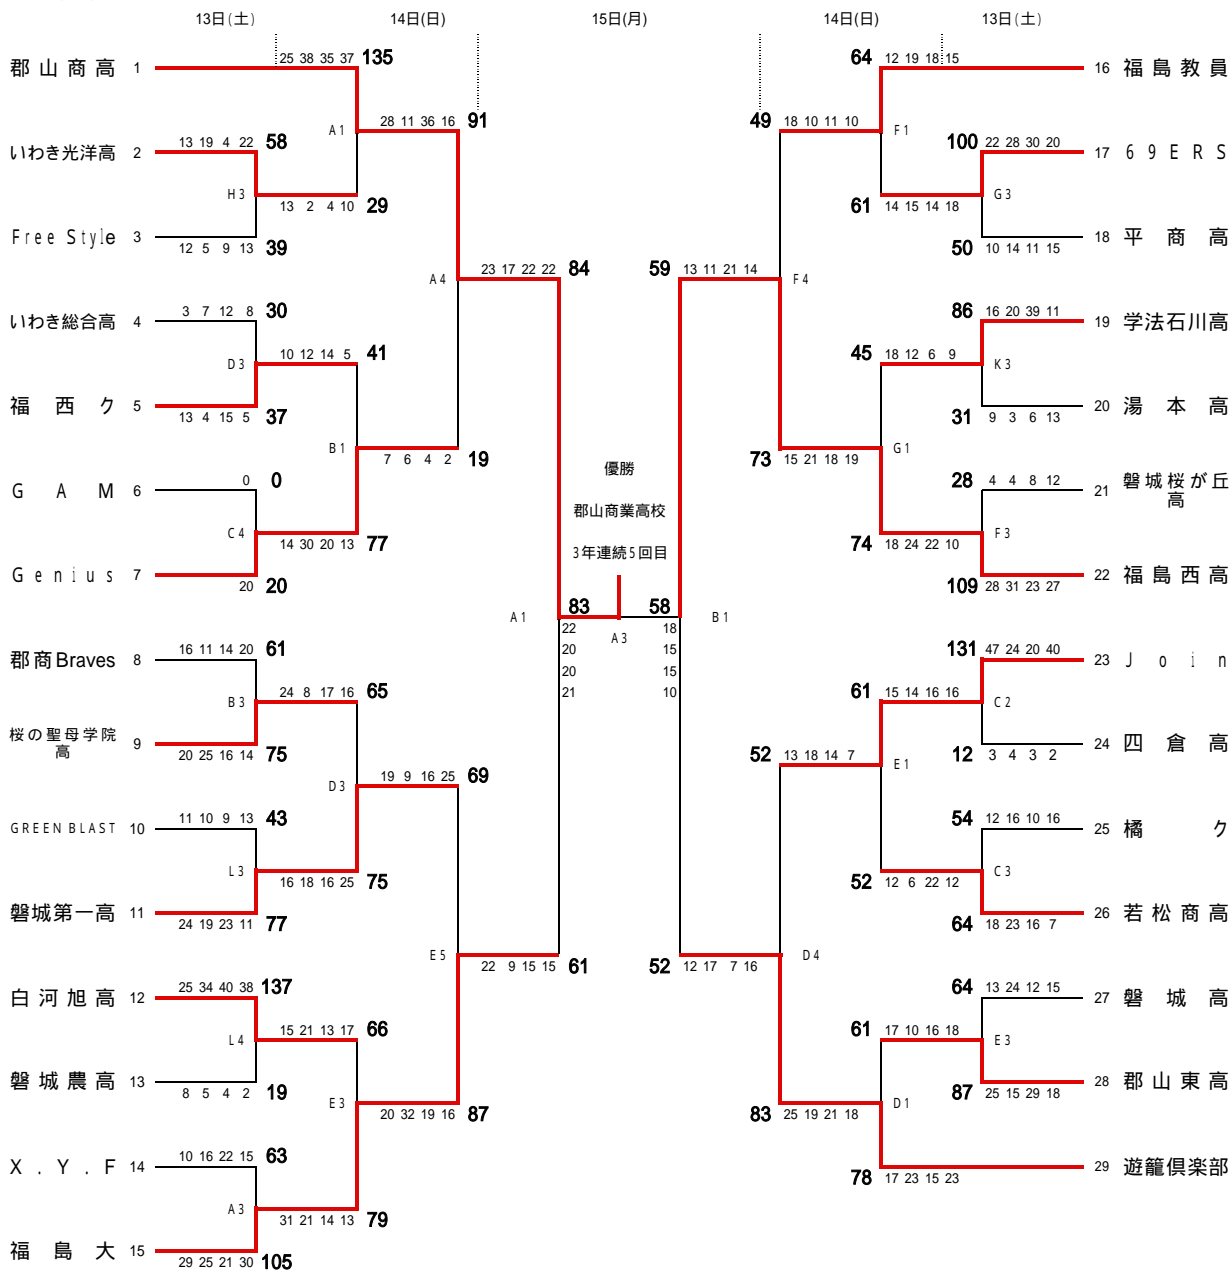 13日(土) 14日(日) 15日(月) 14日(日) 13日(土)
郡山商高 1 25 38 35 37 135
A1 28 11 36 16 91
いわき光洋高 2 13 19 4 22 58
H3 13 2 4 10 29
Free Style 3 12 5 9 13 39
A4 23 17 22 22 84
いわき総合高 4 3 7 12 8 30
D3 10 12 14 5 41
福西ク 5 13 4 15 5 37
B1 7 6 4 2 19
GAM 6 0 0
C4 14 30 20 13 77
Genius 7 20 20
郡商Braves 8 16 11 14 20 61
B3 24 8 17 16 65
桜の聖母学院
高
9 20 25 16 14 75
D3 19 9 16 25 69
GREEN BLAST 10 11 10 9 13 43
L3 16 18 16 25 75
磐城第一高 11 24 19 23 11 77
E5 22 9 15 15 61
白河旭高 12 25 34 40 38 137
L4 15 21 13 17 66
磐城農高 13 8 5 4 2 19
E3 20 32 19 16 87
X.Y.F 14 10 16 22 15 63
A3 31 21 14 13 79
福島大 15 29 25 21 30 105
優勝
郡山商業高校
3年連続5回目
A1 83 58 B1
A3
22 18
20 15
20 15
21 10
64 12 19 18 15 16 福島教員
49 18 10 11 10 F1
100 22 28 30 20 17 69ERS
61 14 15 14 18 G3
50 10 14 11 15 18 平商高
59 13 11 21 14 F4
86 16 20 39 11 19 学法石川高
45 18 12 6 9 K3
31 9 3 6 13 20 湯本高
73 15 21 18 19 G1
28 4 4 8 12 21 磐城桜が丘
高
74 18 24 22 10 F3
109 28 31 23 27 22 福島西高
131 47 24 20 40 23 Join
61 15 14 16 16 C2
12 3 4 3 2 24 四倉高
52 13 18 14 7 E1
54 12 16 10 16 25 橘ク
52 12 6 22 12 C3
64 18 23 16 7 26 若松商高
52 12 17 7 16 D4
64 13 24 12 15 27 磐城高
61 17 10 16 18 E3
87 25 15 29 18 28 郡山東高
83 25 19 21 18 D1
78 17 23 15 23 29 遊籠倶楽部